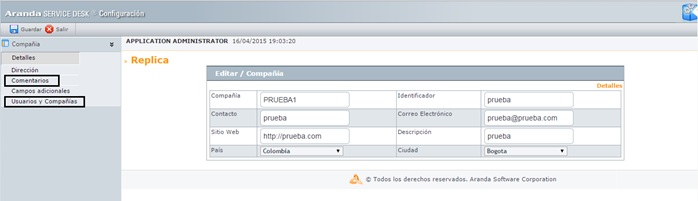 Aranda SERVICE DESK® Configuración
Guardar Salir
Compañía
Detalles
Dirección
Comentarios
Campos adicionales
Usuarios y Compañías
APPLICATION ADMINISTRATOR 16/04/2015 19:03:20
Replica
Editar / Compañía
Detalles
Compañía PRUEBA1 Identificador prueba
Contacto prueba Correo Electrónico prueba@prueba.com
Sitio Web http://prueba.com Descripción prueba
País Colombia Ciudad Bogota
© Todos los derechos reservados. Aranda Software Corporation